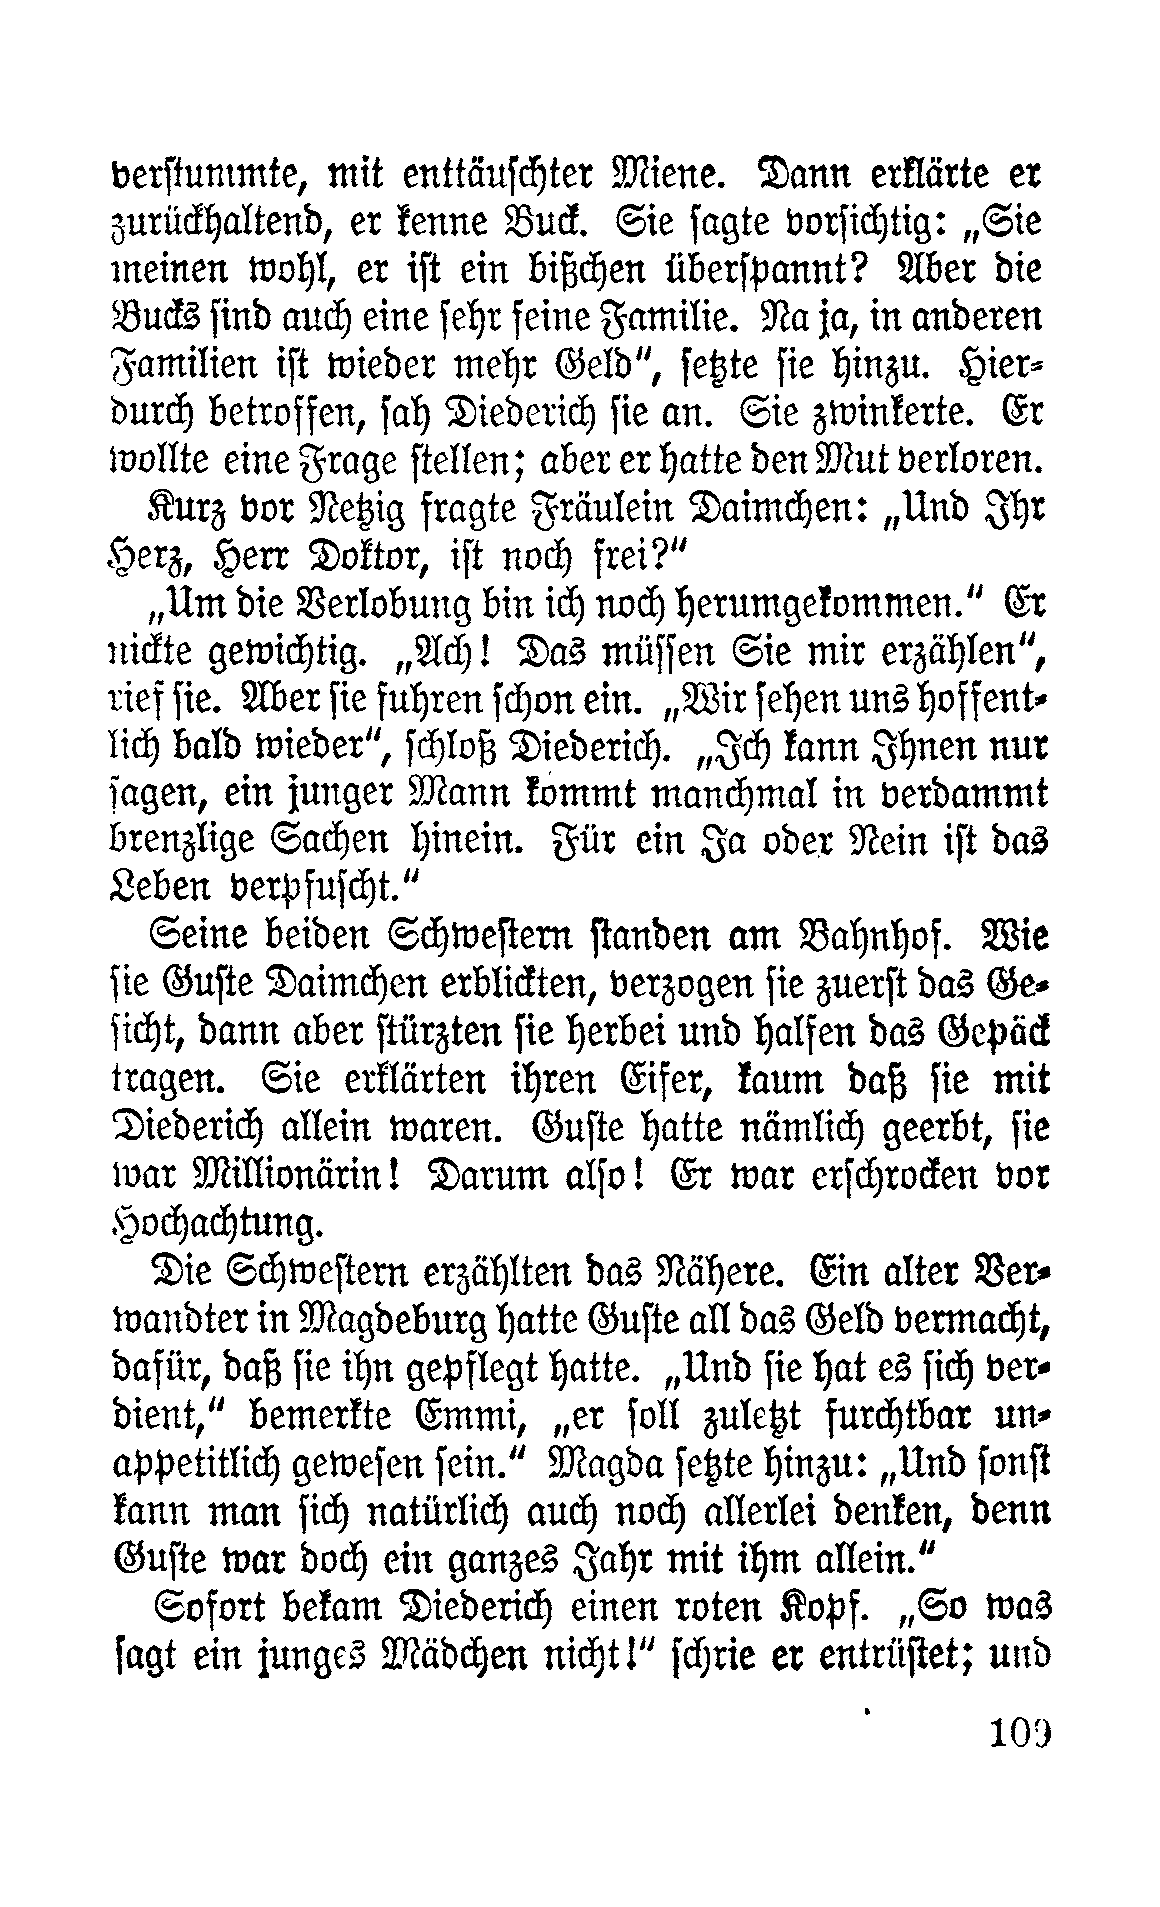 verstummte, mit enttäuschter Miene. Dann erklärte er
zurückhaltend, er kenne Buck. Sie sagte vorsichtig: „Sie
meinen wohl, er ist ein bißchen überspannt? Aber die
Bucks sind auch eine sehr feine Familie. Na ja, in anderen
Familien ist wieder mehr Geld“, setzte sie hinzu. Hier-
durch betroffen, sah Diederich sie an. Sie zwinkerte. Er
wollte eine Frage stellen; aber er hatte den Mut verloren.
Kurz vor Netzig fragte Fräulein Daimchen: „Und Ihr
Herz, Herr Doktor, ist noch frei?“
„Um die Verlobung bin ich noch herumgekommen.“ Er
nickte gewichtig. „Ach! Das müssen Sie mir erzählen“,
rief sie. Aber sie fuhren schon ein. „Wir sehen uns hoffent-
lich bald wieder“, schloß Diederich. „Ich kann Ihnen nur
sagen, ein junger Mann kommt manchmal in verdammt
brenzlige Sachen hinein. Für ein Ja oder Nein ist das
Leben verpfuscht.“
Seine beiden Schwestern standen am Bahnhof. Wie
sie Guste Daimchen erblickten, verzogen sie zuerst das Ge-
sicht, dann aber stürzten sie herbei und halfen das Gepäck
tragen. Sie erklärten ihren Eifer, kaum daß sie mit
Diederich allein waren. Guste hatte nämlich geerbt, sie
war Millionärin! Darum also! Er war erschrocken vor
Hochachtung.
Die Schwestern erzählten das Nähere. Ein alter Ver-
wandter in Magdeburg hatte Guste all das Geld vermacht,
dafür, daß sie ihn gepflegt hatte. „Und sie hat es sich ver-
dient,“ bemerkte Emmi, „er soll zuletzt furchtbar un-
appetitlich gewesen sein.“ Magda setzte hinzu: „Und sonst
kann man sich natürlich auch noch allerlei denken, denn
Guste war doch ein ganzes Jahr mit ihm allein.“
Sofort bekam Diederich einen roten Kopf. „So was
sagt ein junges Mädchen nicht!“ schrie er entrüstet; und
109